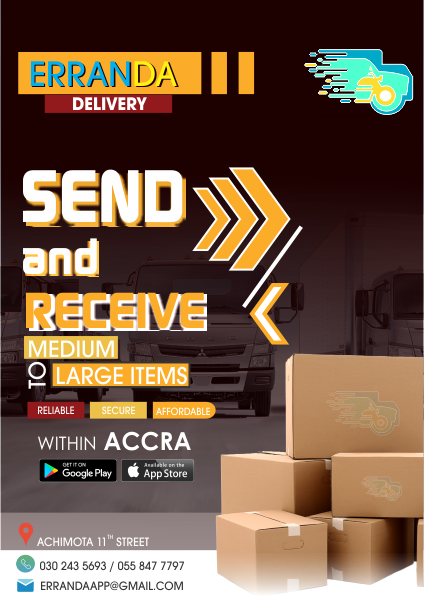 ERRANDA
DELIVERY
SEND
and
RECEIVE
MEDIUM
TO LARGE ITEMS
RELIABLE SECURE AFFORDABLE
WITHIN ACCRA
GET IT ON
Google Play
Available on the
App Store
ACHIMOTA 11TH STREET
030 243 5693 / 055 847 7797
ERRANDAAPP@GMAIL.COM